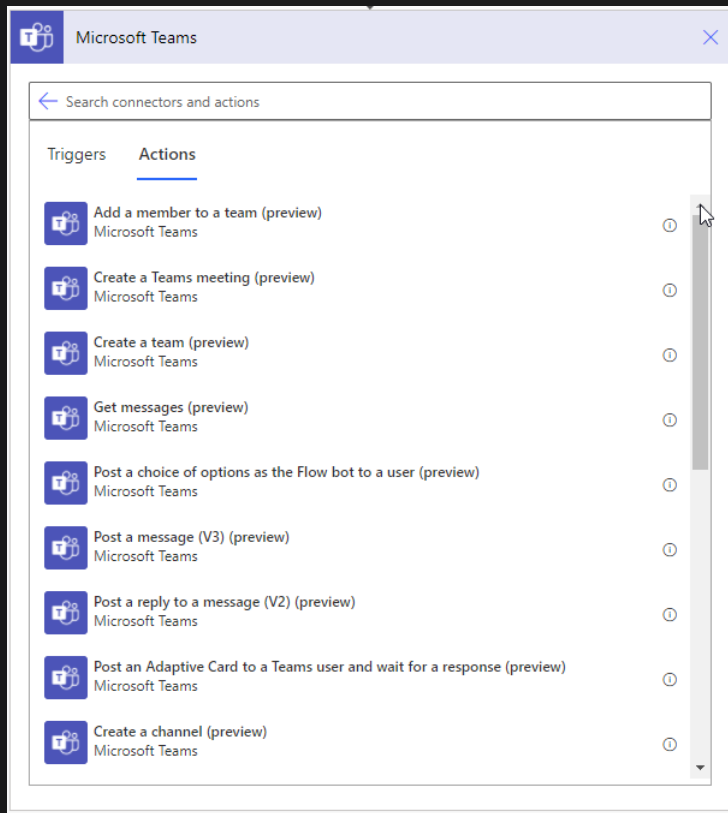 Microsoft Teams
Search connectors and actions
Triggers Actions
Add a member to a team (preview)
Microsoft Teams
Create a Teams meeting (preview)
Microsoft Teams
Create a team (preview)
Microsoft Teams
Get messages (preview)
Microsoft Teams
Post a choice of options as the Flow bot to a user (preview)
Microsoft Teams
Post a message (V3) (preview)
Microsoft Teams
Post a reply to a message (V2) (preview)
Microsoft Teams
Post an Adaptive Card to a Teams user and wait for a response (preview)
Microsoft Teams
Create a channel (preview)
Microsoft Teams